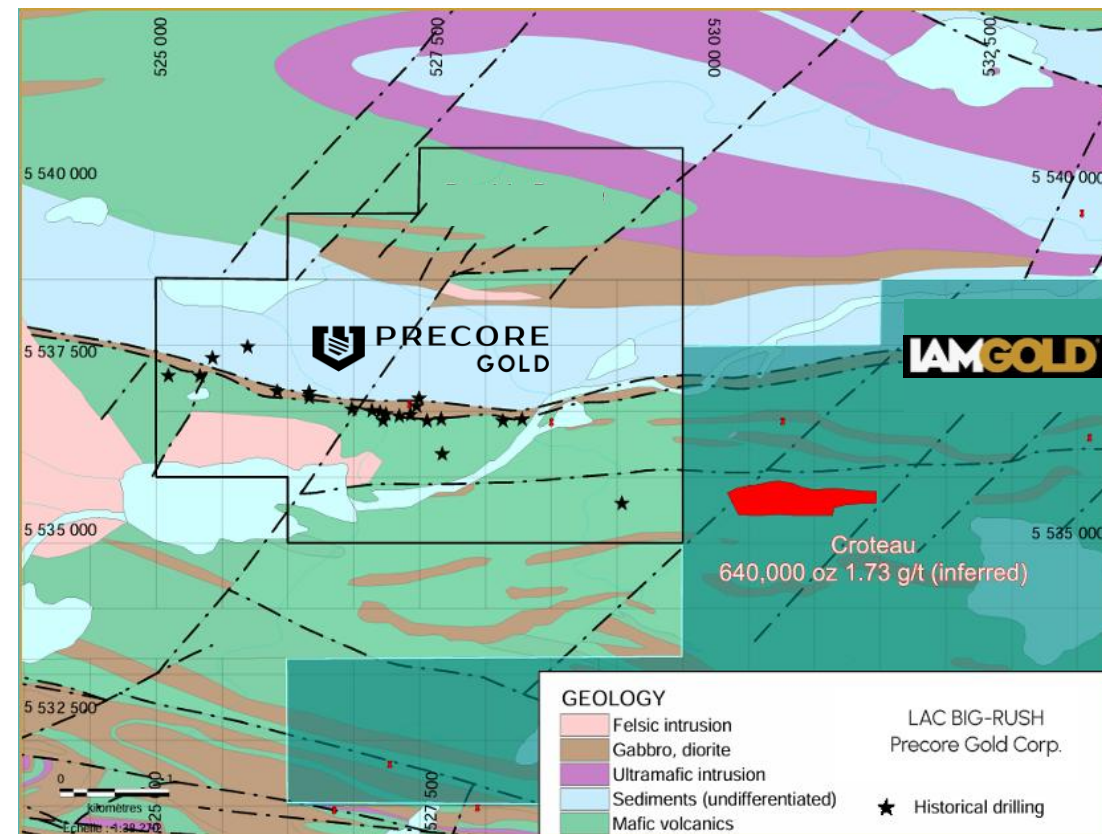 525 000
527 500
530 000
532 500
5 540 000
5 540 000
5 537 500
PRECORE
GOLD
IAMGOLD
5 535 000
5 535 000
Croteau
640,000 oz 1.73 g/t (inferred)
5 532 500
0
1
kilomètres
527 500
GEOLOGY
Felsic intrusion
Gabbro, diorite
Ultramafic intrusion
Sediments (undifferentiated)
Mafic volcanics
LAC BIG-RUSH
Precore Gold Corp.
Historical drilling